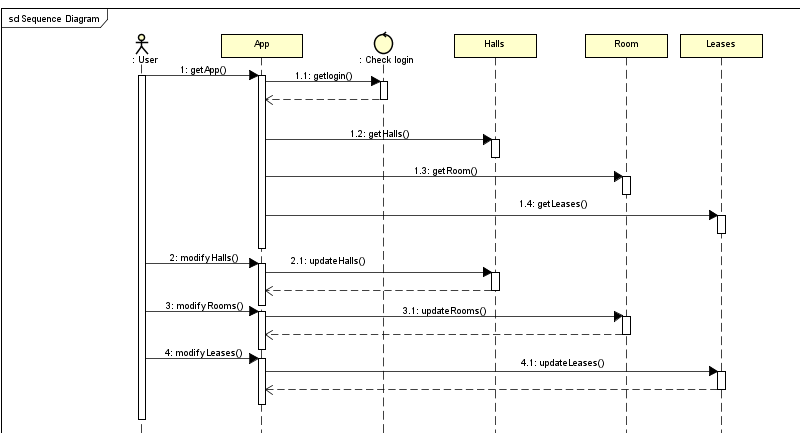 sd Sequence Diagram
: User
App
: Check login
Halls
Room
Leases
1: getApp()
1.1: getlogin()
1.2: getHalls()
1.3: getRoom()
1.4: getLeases()
2: modifyHalls()
2.1: updateHalls()
3: modifyRooms()
3.1: updateRooms()
4: modifyLeases()
4.1: updateLeases()